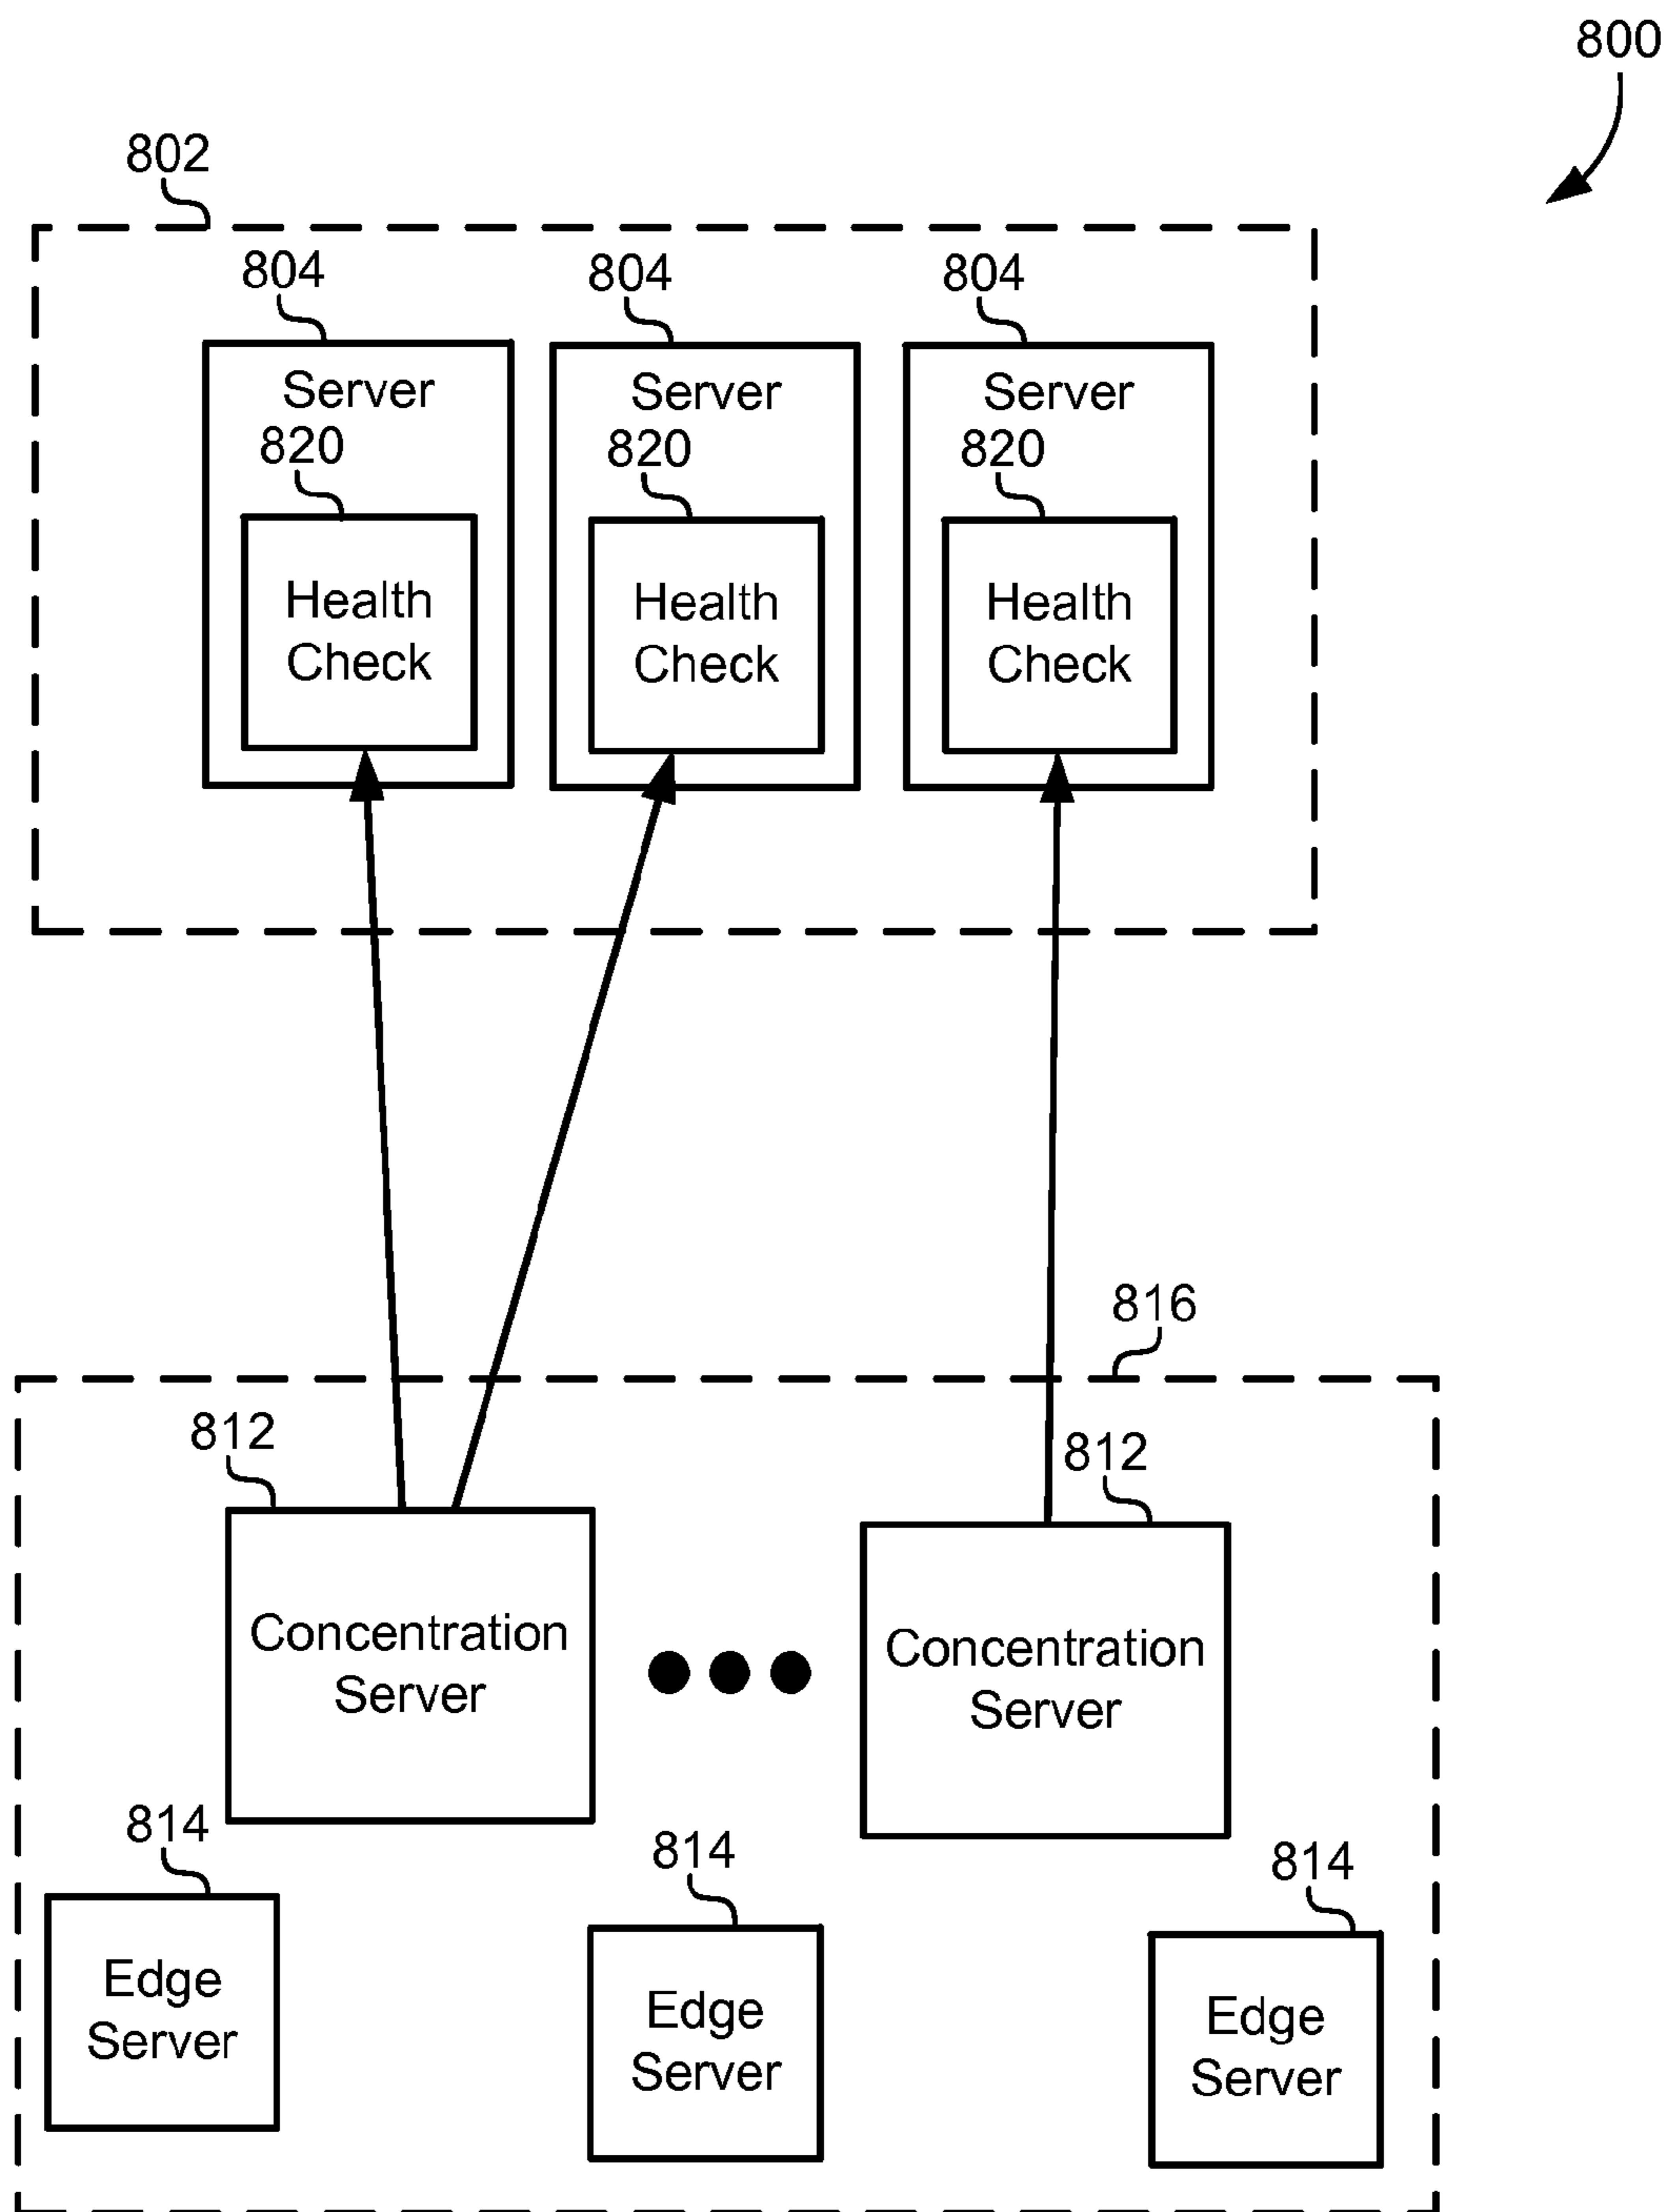 800
802
804
804
804
Server
Server
Server
820
820
820
Health
Check
Health
Check
Health
Check
816
812
812
Concentration
Server
Concentration
Server
814
814
814
Edge
Server
Edge
Server
Edge
Server